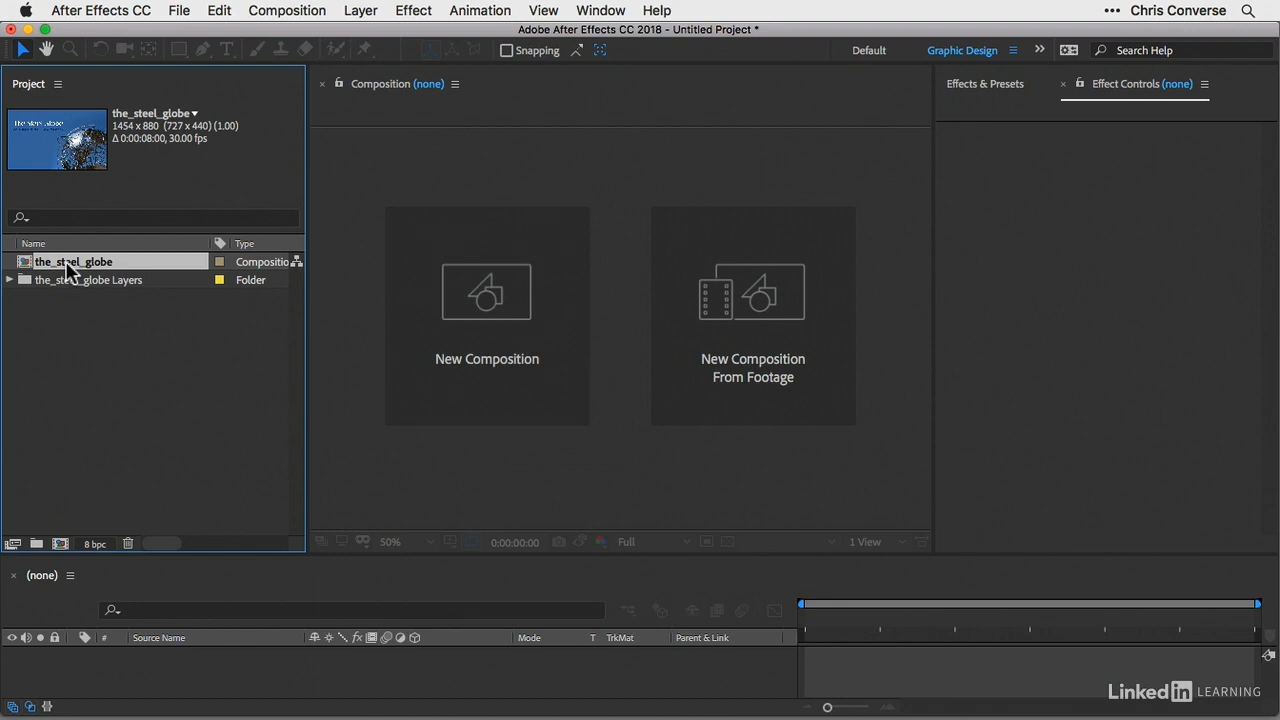 After Effects CC File Edit Composition Layer Effect Animation View Window Help Chris Converse
Adobe After Effects CC 2018 - Untitled Project *
Snapping Default Graphic Design Search Help
Project
the_steel_globe
1454 x 880 (727 x 440) (1.00)
Δ 0:00:08:00, 30.00 fps
Name Type
the_steel_globe Compositio
the_steel_globe Layers Folder
8 bpc
Composition (none)
New Composition
New Composition
From Footage
50% 0:00:00:00 Full 1 View
Effects & Presets Effect Controls (none)
(none)
# Source Name fx Mode T TrkMat Parent & Link
Linked in LEARNING